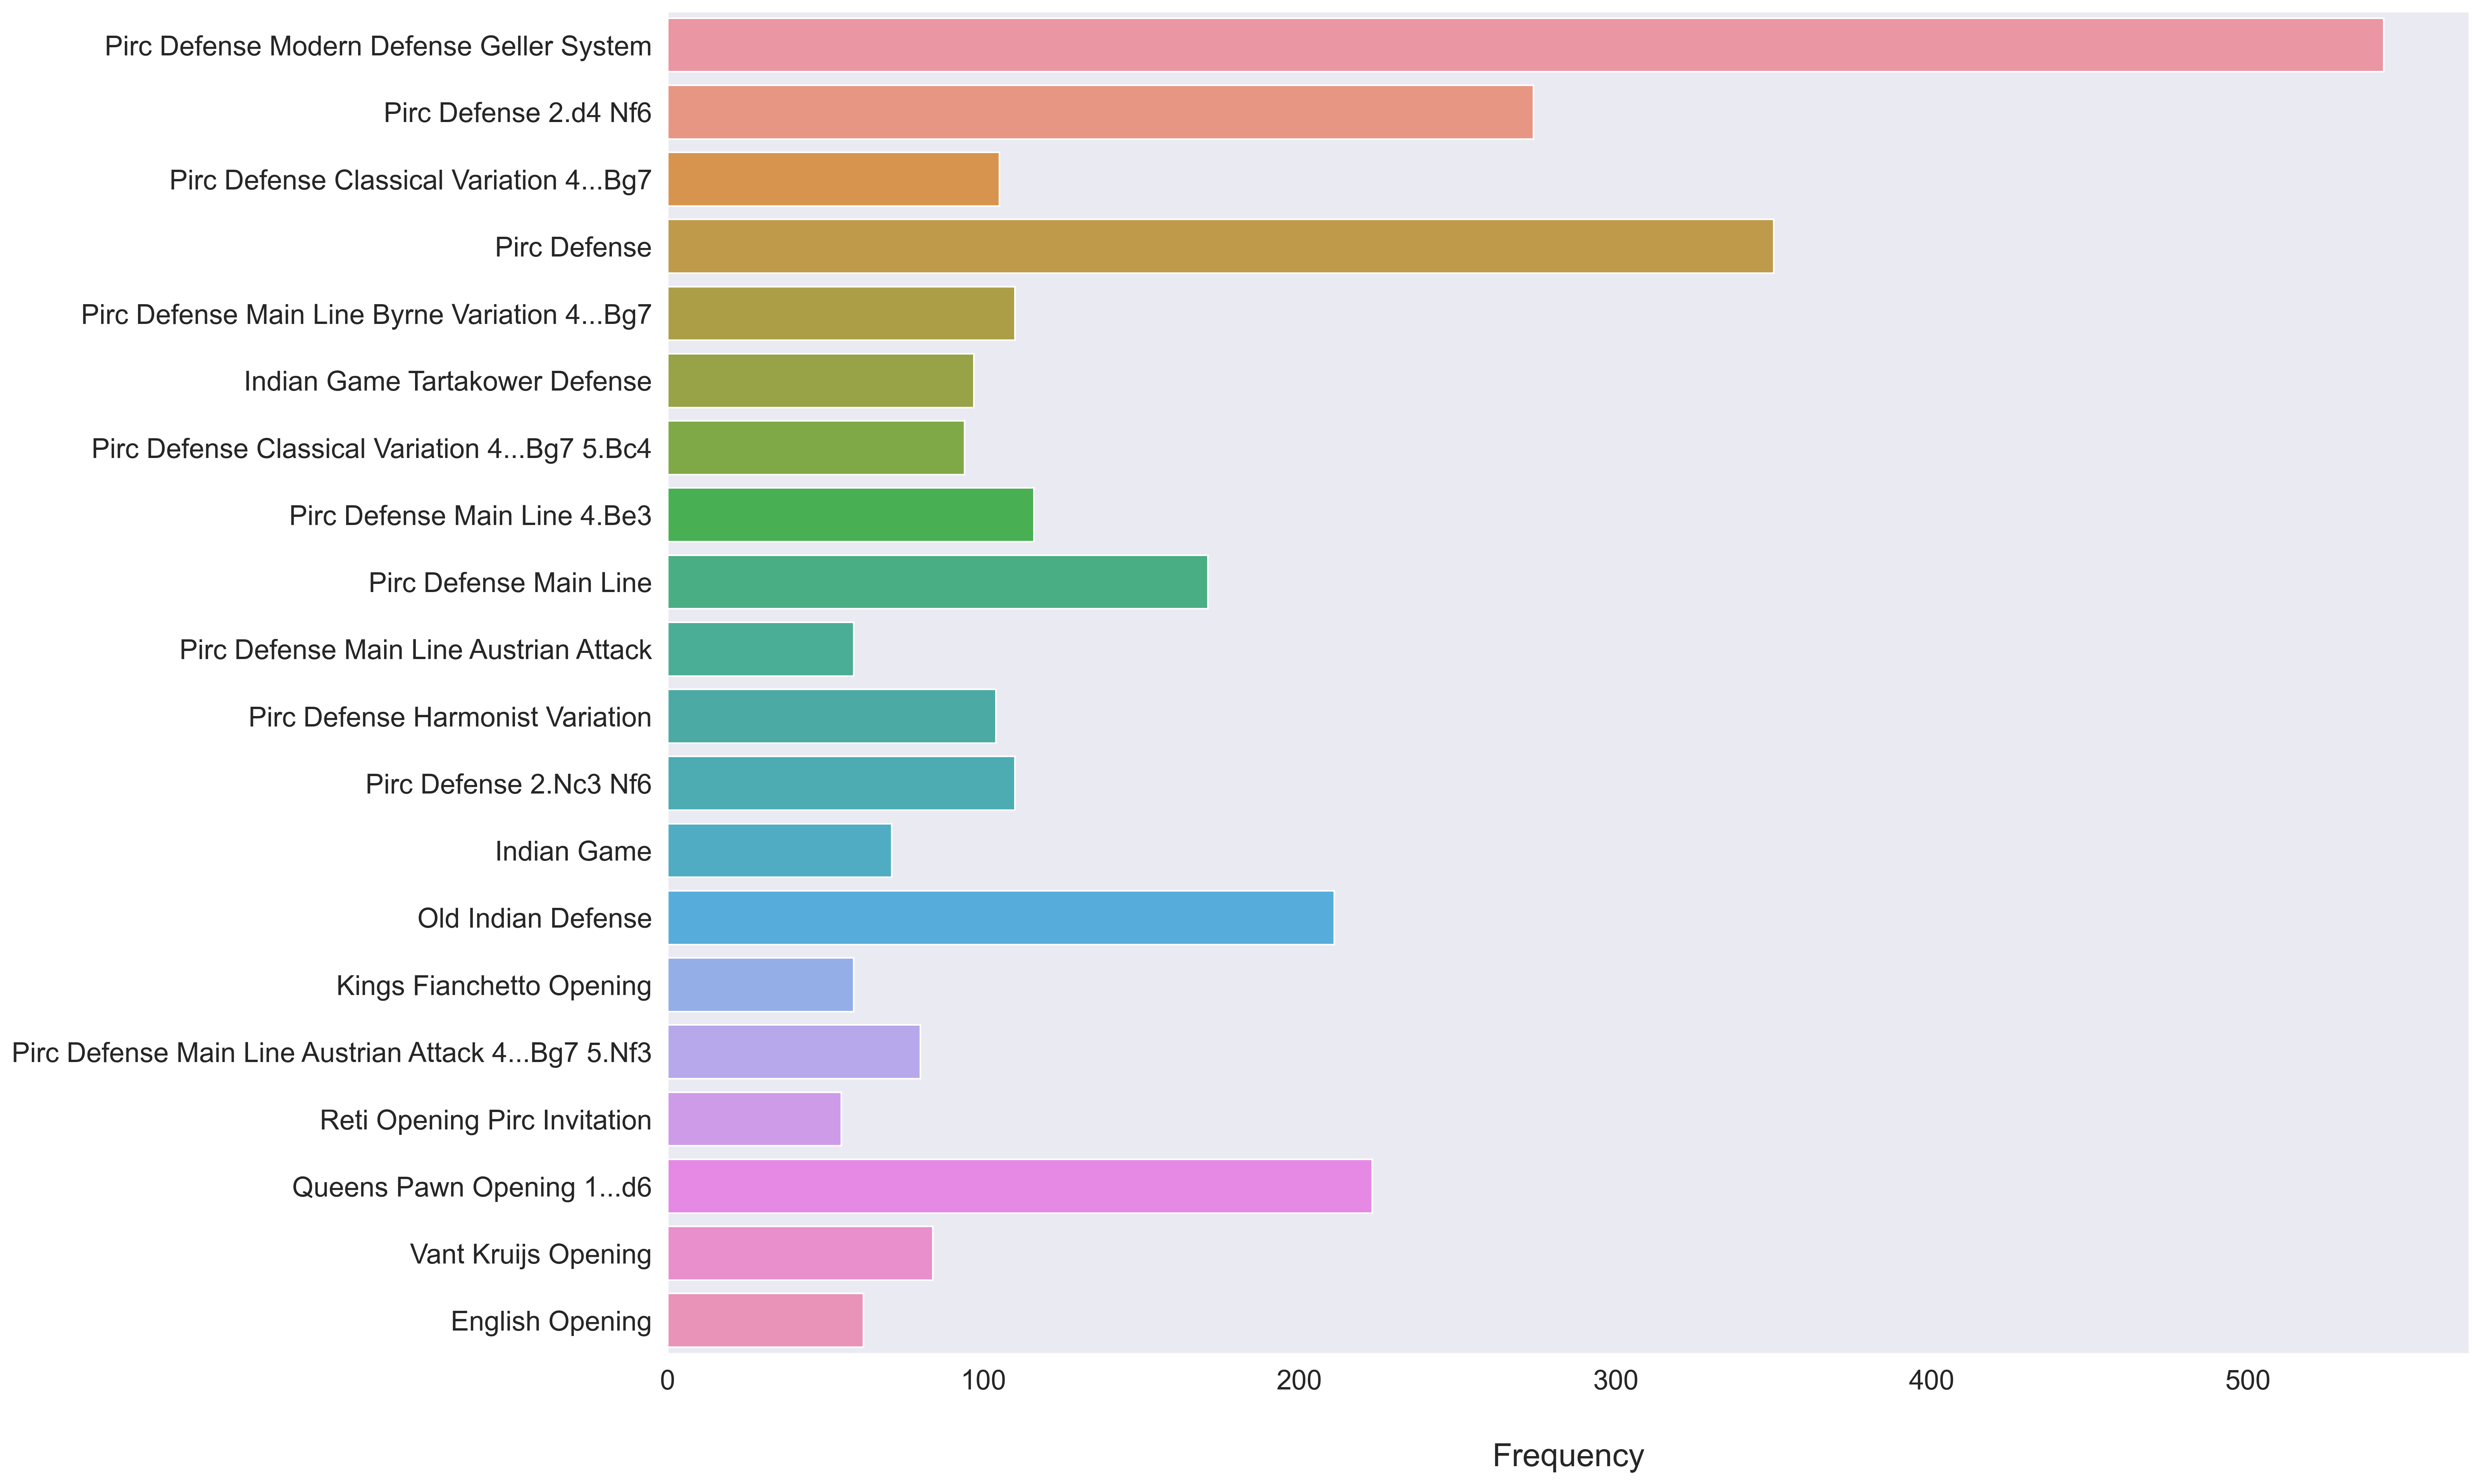 Pirc Defense Modern Defense Geller System
Pirc Defense 2.d4 Nf6
Pirc Defense Classical Variation 4...Bg7
Pirc Defense
Pirc Defense Main Line Byrne Variation 4...Bg7
Indian Game Tartakower Defense
Pirc Defense Classical Variation 4...Bg7 5.Bc4
Pirc Defense Main Line 4.Be3
Pirc Defense Main Line
Pirc Defense Main Line Austrian Attack
Pirc Defense Harmonist Variation
Pirc Defense 2.Nc3 Nf6
Indian Game
Old Indian Defense
Kings Fianchetto Opening
Pirc Defense Main Line Austrian Attack 4...Bg7 5.Nf3
Reti Opening Pirc Invitation
Queens Pawn Opening 1...d6
Vant Kruijs Opening
English Opening
0 100 200 300 400 500
Frequency